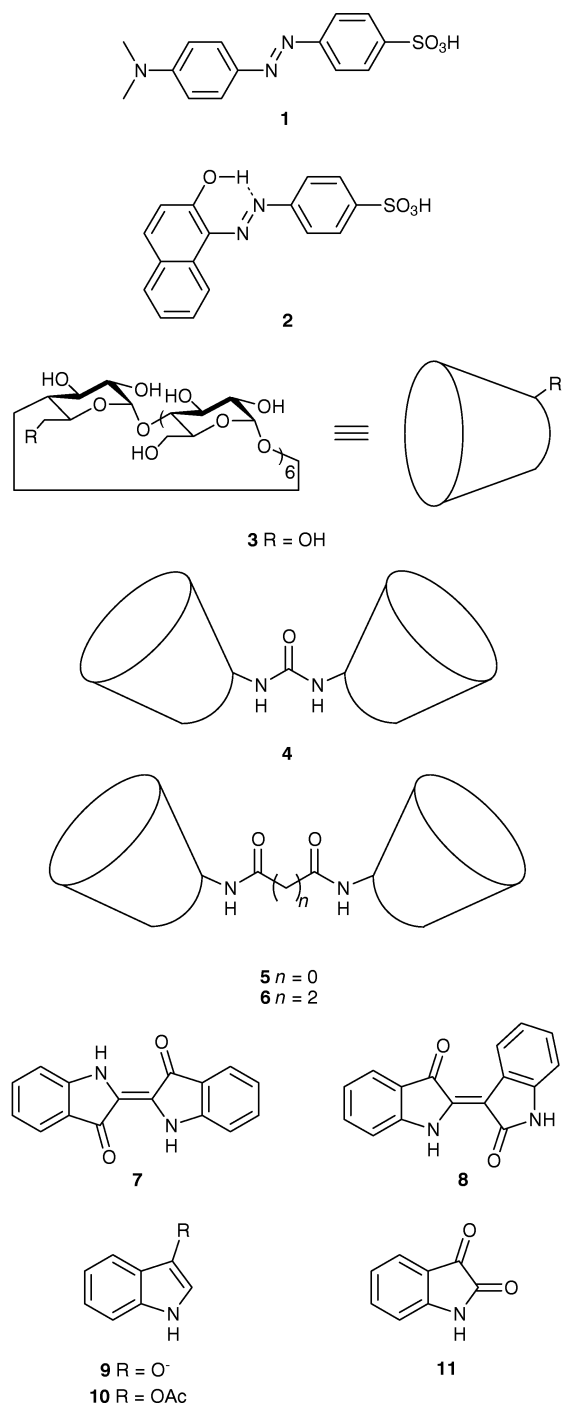 N
N
N
SO3H
1
O H
N
N
SO3H
2
HO
OH
O
R
O
HO
OH
O
HO
O
6
R
3 R = OH
O
N
H
N
H
4
O
O
N
H
n
N
H
5 n = 0
6 n = 2
H
N
O
O
N
H
7
O
N
H
O
NH
8
R
N
H
9 R = O-
10 R = OAc
O
O
N
H
11